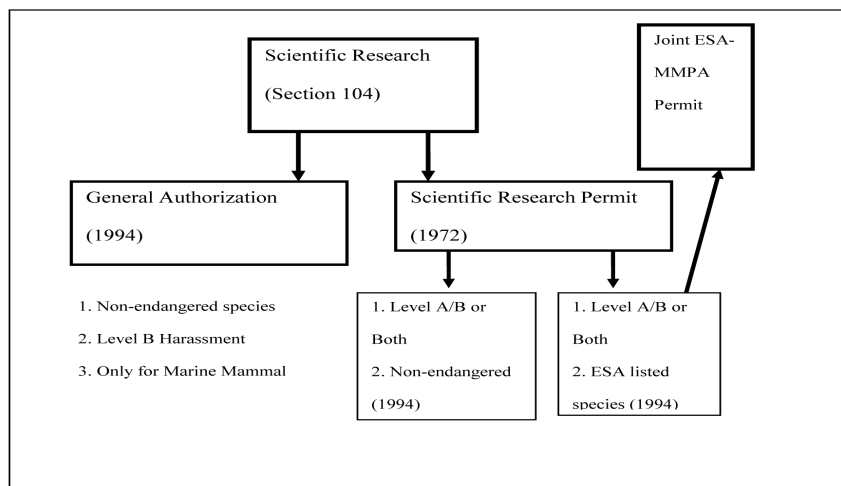 Scientific Research
(Section 104)
Joint ESA-
MMPA
Permit
General Authorization
(1994)
Scientific Research Permit
(1972)
1. Non-endangered species
2. Level B Harassment
3. Only for Marine Mammal
1. Level A/B or
Both
2. Non-endangered
(1994)
1. Level A/B or
Both
2. ESA listed
species (1994)